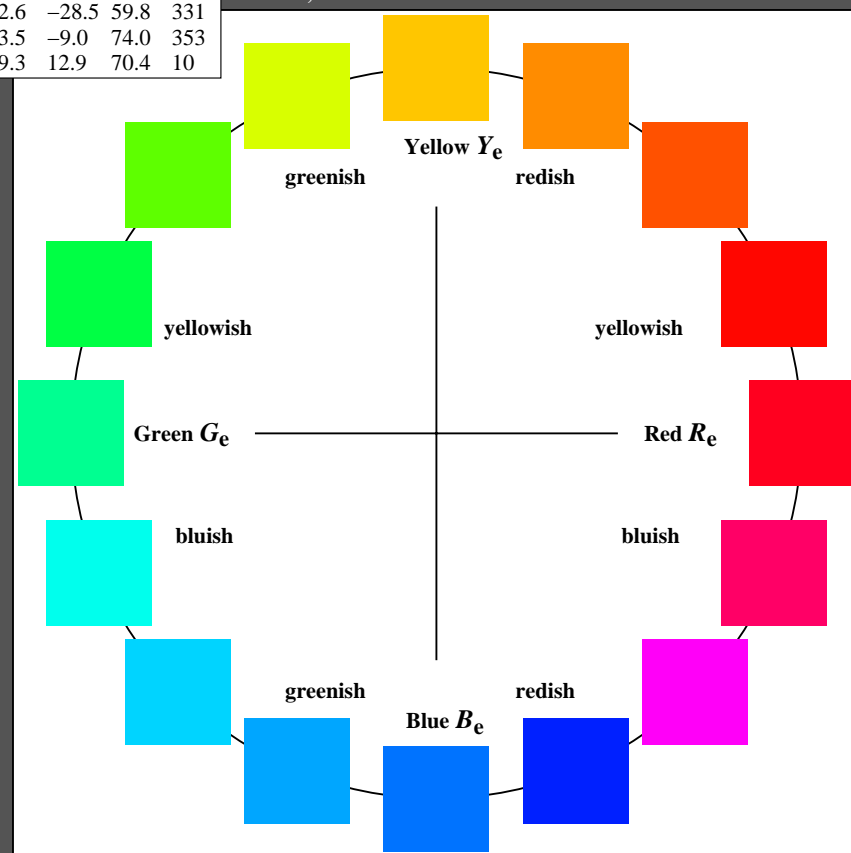 2.6 –28.5 59.8 331
3.5 –9.0 74.0 353
9.3 12.9 70.4 10
Yellow Ye
greenish redish
yellowish yellowish
Green Ge Red Re
bluish bluish
greenish redish
Blue Be